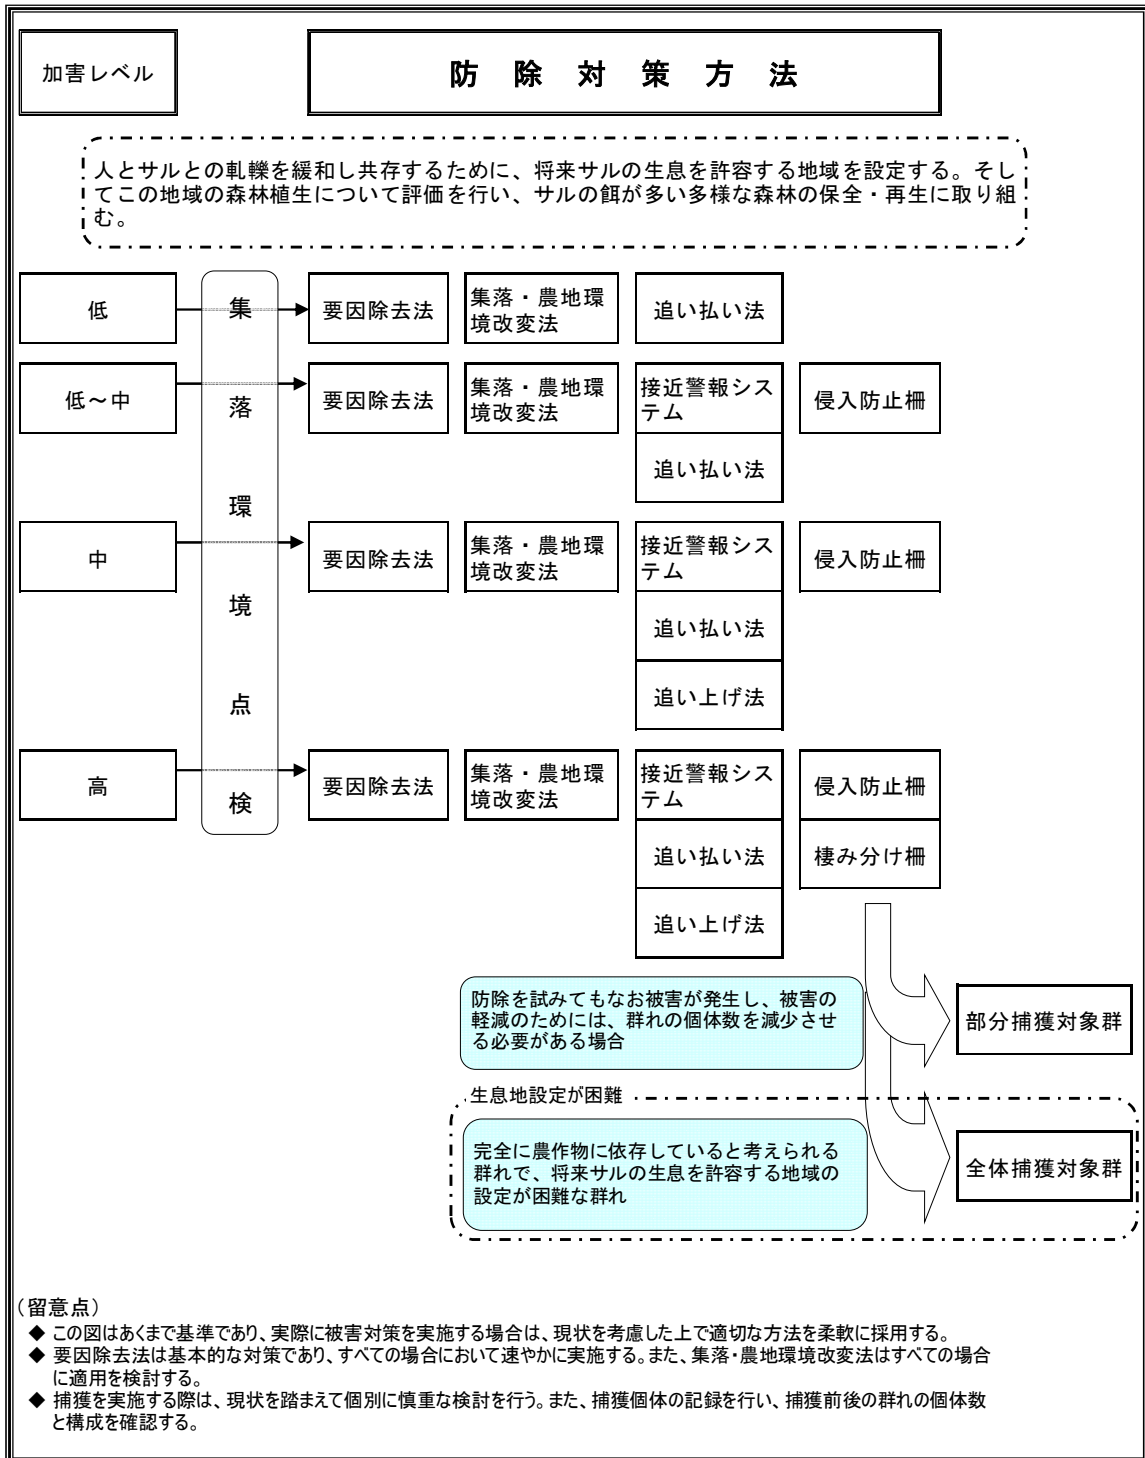 加害レベル
防除対策方法
人とサルとの軋轢を緩和し共存するために、将来サルの生息を許容する地域を設定する。そし
てこの地域の森林植生について評価を行い、サルの餌が多い多様な森林の保全・再生に取り組
む。
集落環境点検
低
要因除去法
集落・農地環
境改変法
追い払い法
低～中
要因除去法
集落・農地環
境改変法
接近警報シス
テム
侵入防止柵
追い払い法
中
要因除去法
集落・農地環
境改変法
接近警報シス
テム
侵入防止柵
追い払い法
追い上げ法
高
要因除去法
集落・農地環
境改変法
接近警報シス
テム
侵入防止柵
追い払い法
棲み分け柵
追い上げ法
防除を試みてもなお被害が発生し、被害の
軽減のためには、群れの個体数を減少させ
る必要がある場合
部分捕獲対象群
生息地設定が困難
完全に農作物に依存していると考えられる
群れで、将来サルの生息を許容する地域の
設定が困難な群れ
全体捕獲対象群
（留意点）
◆ この図はあくまで基準であり、実際に被害対策を実施する場合は、現状を考慮した上で適切な方法を柔軟に採用する。
◆ 要因除去法は基本的な対策であり、すべての場合において速やかに実施する。また、集落・農地環境改変法はすべての場合
に適用を検討する。
◆ 捕獲を実施する際は、現状を踏まえて個別に慎重な検討を行う。また、捕獲個体の記録を行い、捕獲前後の群れの個体数
と構成を確認する。